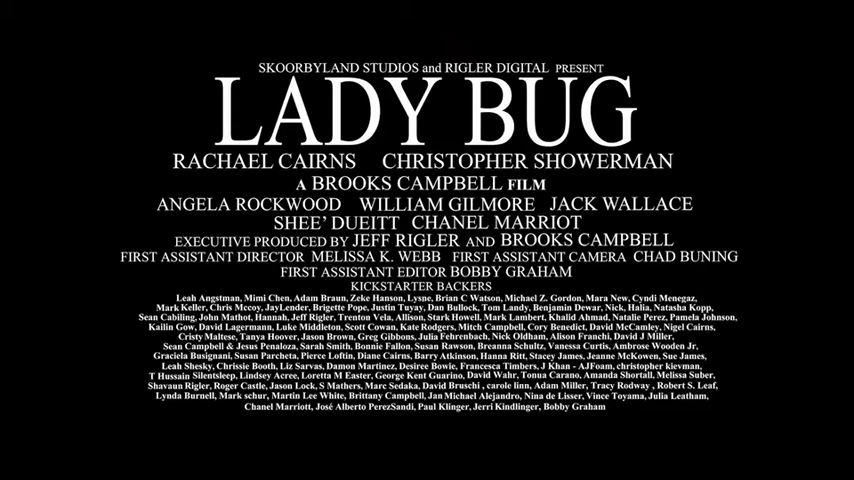 SKOORBYLAND STUDIOS and RIGLER DIGITAL PRESENT
LADY BUG
RACHAEL CAIRNS CHRISTOPHER SHOWERMAN
A BROOKS CAMPBELL FILM
ANGELA ROCKWOOD WILLIAM GILMORE JACK WALLACE
SHEE' DUEITT CHANEL MARRIOT
EXECUTIVE PRODUCED BY JEFF RIGLER AND BROOKS CAMPBELL
FIRST ASSISTANT DIRECTOR MELISSA K. WEBB FIRST ASSISTANT CAMERA CHAD BUNING
FIRST ASSISTANT EDITOR BOBBY GRAHAM
KICKSTARTER BACKERS
Leah Angstman, Mimi Chen, Adam Braun, Zeke Hanson, Lysne, Brian C Watson, Michael Z. Gordon, Mara New, Cyndi Menegaz,
Mark Keller, Chris Mccoy, JayLender, Brigette Pope, Justin Tuyay, Dan Bullock, Tom Landy, Benjamin Dewar, Nick, Halia, Natasha Kopp,
Sean Cabiling, John Mathot, Hannah, Jeff Rigler, Trenton Vela, Allison, Stark Howell, Mark Lambert, Khalid Ahmad, Natalie Perez, Pamela Johnson,
Kailin Gow, David Lagermann, Luke Middleton, Scott Cowan, Kate Rodgers, Mitch Campbell, Cory Benedict, David McCamley, Nigel Cairns,
Cristy Maltese, Tanya Hoover, Jason Brown, Greg Gibbons, Julia Fehrenback, Nick Oldham, Alison Franchi, David J Miller,
Sean Campbell & Jesus Penaloza, Sarah Smith, Bonnie Fallon, Susan Rawson, Breanna Schultz, Vanessa Curtis, Ambrose Wooden Jr,
Graciela Busignani, Susan Parcheta, Pierce Loftin, Diane Cairns, Barry Atkinson, Hanna Ritt, Stacey James, Jeanne McKowen, Sue James,
Leah Shesky, Chrissie Booth, Liz Sarvas, Damon Martinez, Desiree Bowie, Francesca Timbers, J Khan - AJFoam, christopher kievman,
T Hussain Silentsleep, Lindsey Acree, Loretta M Easter, George Kent Guarino, David Wahr, Tonua Carano, Amanda Shortall, Melissa Suber,
Shavaun Rigler, Roger Castle, Jason Lock, S Mathers, Marc Sedaka, David Bruschi , carole linn, Adam Miller, Tracy Rodway , Robert S. Leaf,
Lynda Burnell, Mark schur, Martin Lee White, Brittany Campbell, Jan Michael Alejandro, Nina de Lisser, Vince Toyama, Julia Leatham,
Chanel Marriott, José Alberto PerezSandi, Paul Klinger, Jerri Kindlinger, Bobby Graham